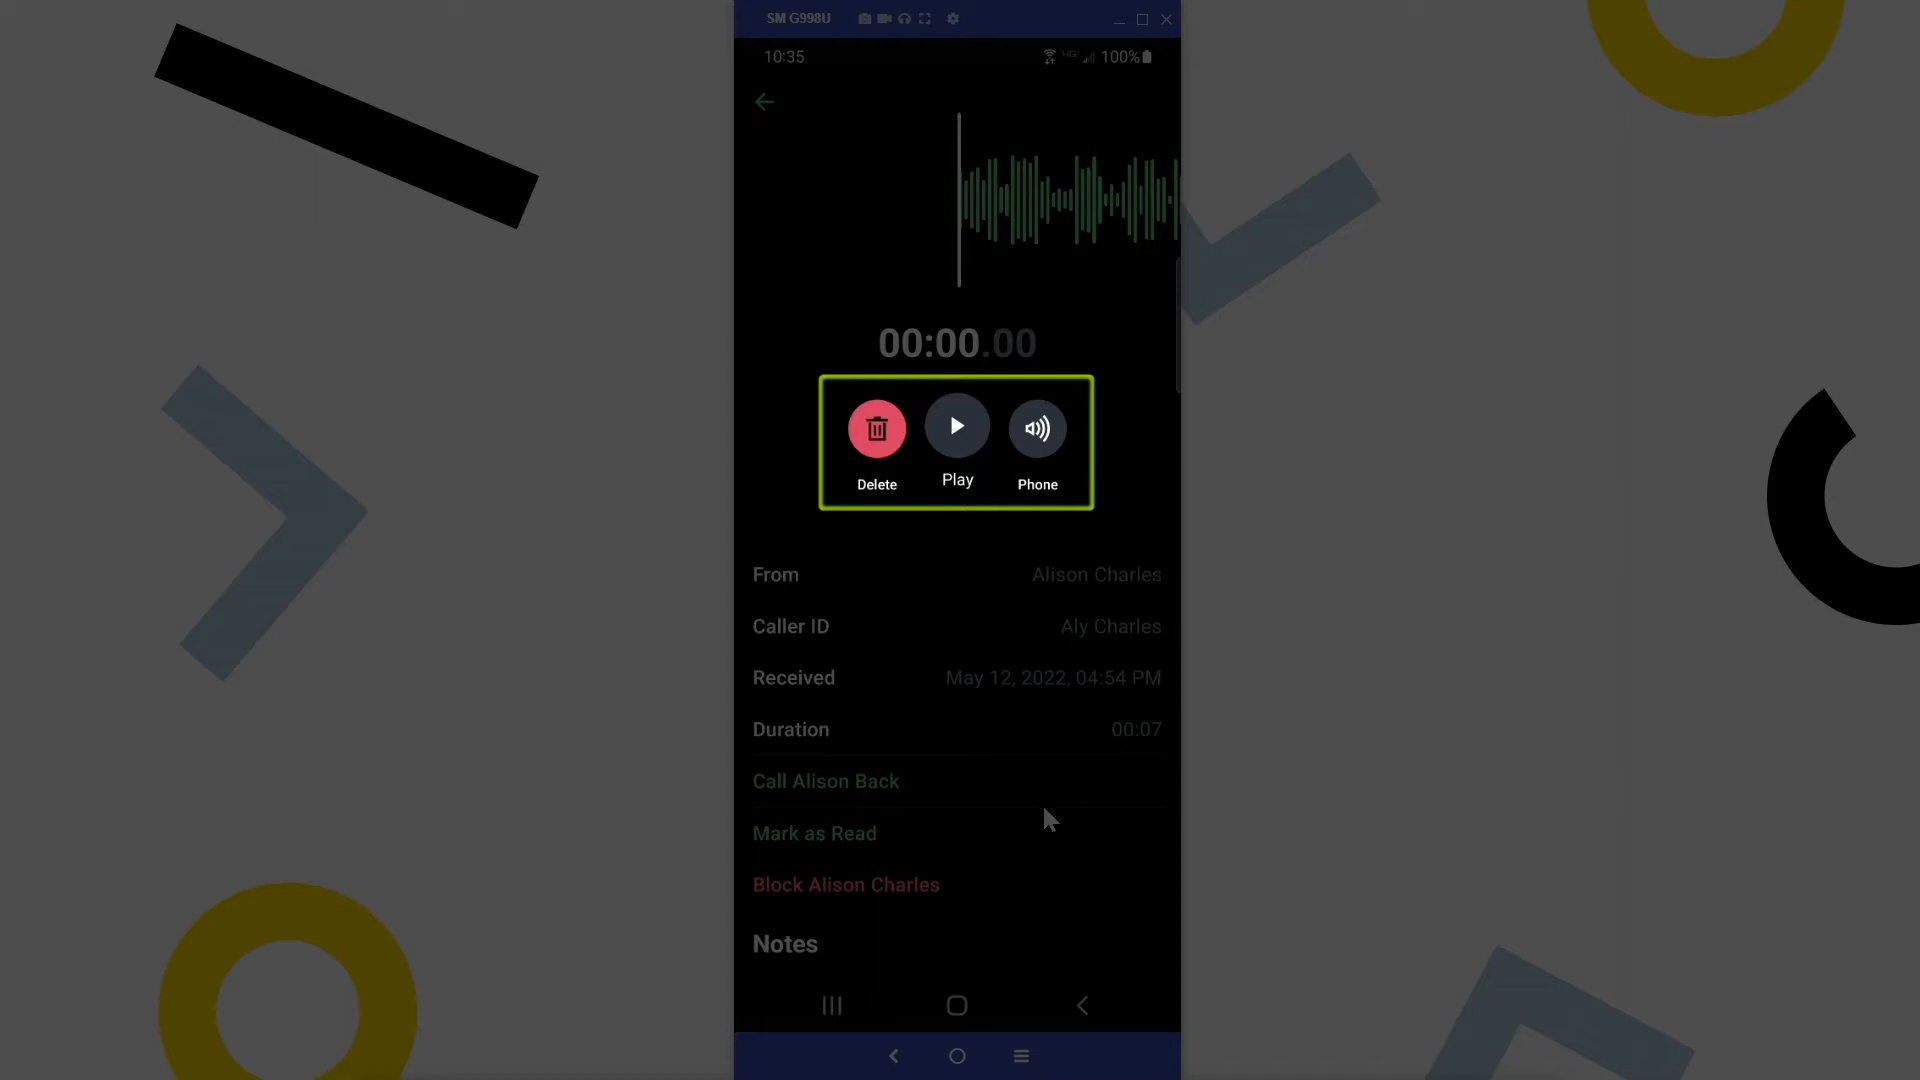 SM G998U
10:35
4G 100%
00:00.00
Delete Play Phone
From Alison Charles
Caller ID Aly Charles
Received May 12, 2022, 04:54 PM
Duration 00:07
Call Alison Back
Mark as Read
Block Alison Charles
Notes